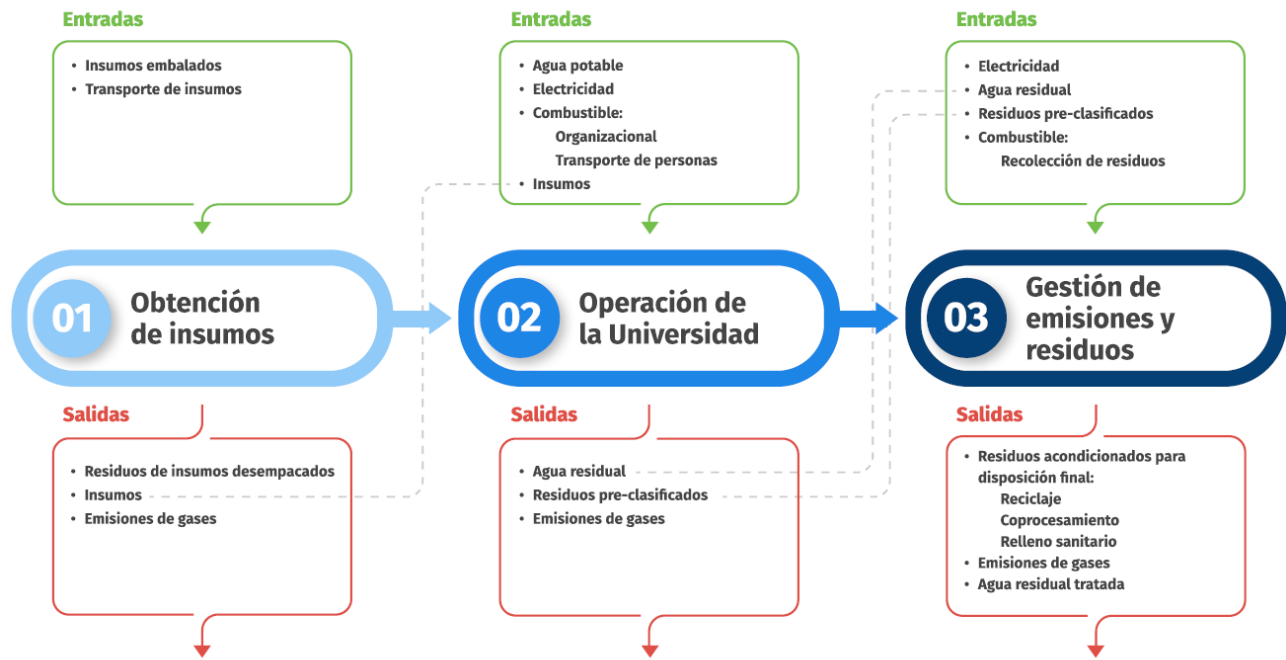 Entradas
• Insumos embalados
• Transporte de insumos
01
Obtención
de insumos
Salidas
• Residuos de insumos desempacados
• Insumos
• Emisiones de gases
Entradas
• Agua potable
• Electricidad
• Combustible:
Organizacional
Transporte de personas
• Insumos
02
Operación de
la Universidad
Salidas
• Agua residual
• Residuos pre-clasificados
• Emisiones de gases
Entradas
• Electricidad
• Agua residual
• Residuos pre-clasificados
• Combustible:
Recolección de residuos
03
Gestión de
emisiones y
residuos
Salidas
• Residuos acondicionados para
disposición final:
Reciclaje
Coprocesamiento
Relleno sanitario
• Emisiones de gases
• Agua residual tratada